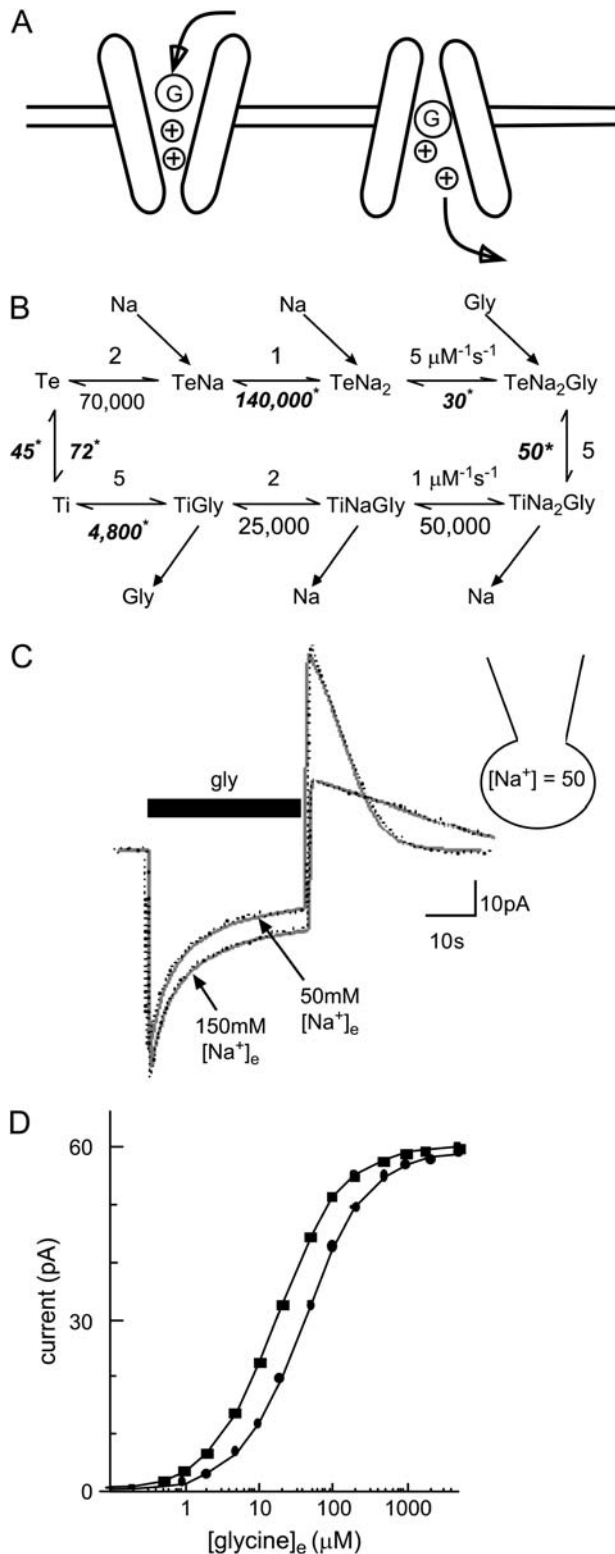 A
G
G
+
+
+
+
B
Na
Na
Gly
2
1
5 μM⁻¹s⁻¹
Te
TeNa
TeNa₂
TeNa₂Gly
70,000
140,000*
30*
45*
72*
50*
5
5
2
1 μM⁻¹s⁻¹
Ti
TiGly
TiNaGly
TiNa₂Gly
4,800*
25,000
50,000
Gly
Na
Na
C
gly
[Na⁺] = 50
10pA
10s
50mM
[Na⁺]ₑ
150mM
[Na⁺]ₑ
D
60
30
0
current (pA)
1
10
100
1000
[glycine]ₑ (μM)